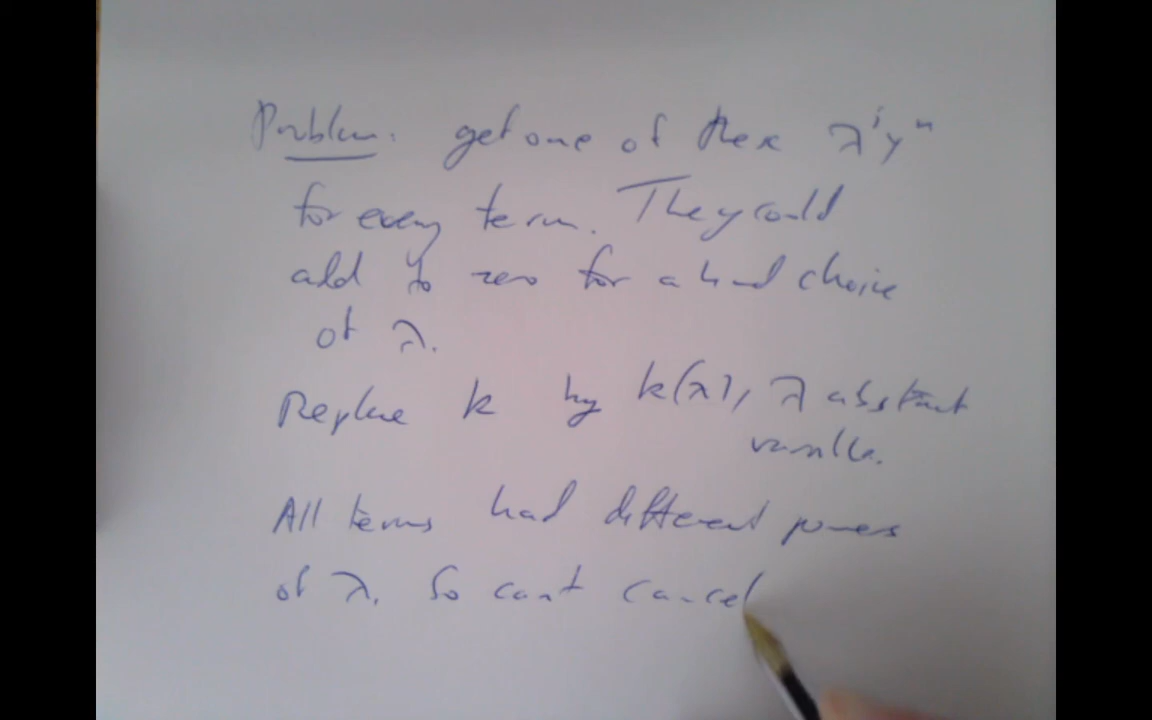 Problem: get one of these λⁱyⁿ
for every term. They could
add to zero for a bad choice
of λ.
Replace k by k(λ), λ abstract
variable.
All terms had different powers
of λ. So cant cancel